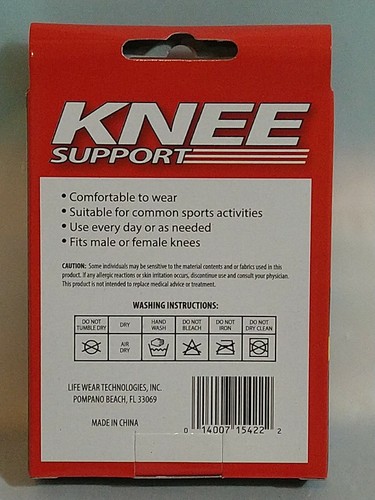 KNEE
SUPPORT
• Comfortable to wear
• Suitable for common sports activities
• Use every day or as needed
• Fits male or female knees
CAUTION: Some individuals may be sensitive to the material contents and or fabrics used in this
product. If any allergic reactions or skin irritation occurs, discontinue use and consult your physician.
This product is not intended to replace medical advice or treatment.
WASHING INSTRUCTIONS:
DO NOT TUMBLE DRY
DRY
HAND WASH
DO NOT BLEACH
DO NOT IRON
DO NOT DRY CLEAN
AIR DRY
LIFE WEAR TECHNOLOGIES, INC.
POMPANO BEACH, FL 33069
MADE IN CHINA
0 14007 15422 2